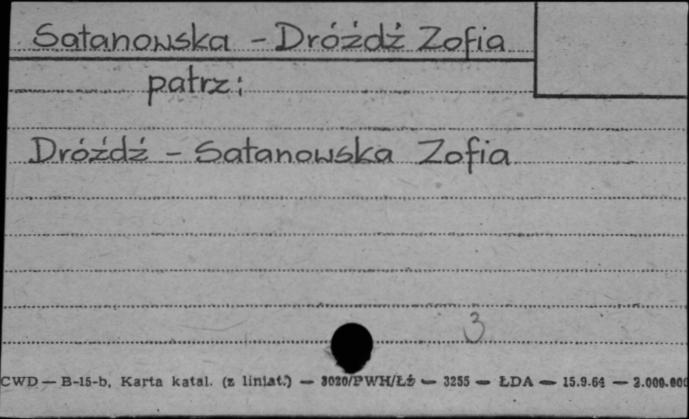 Satanowska - Dróżdż Zofia
patrz:
Dróżdż - Satanowska Zofia
3
CWD — B-15-b, Karta katal. (z liniat.) — 3020/PWH/Łż — 3255 — ŁDA — 15.9.64 — 2.000.000